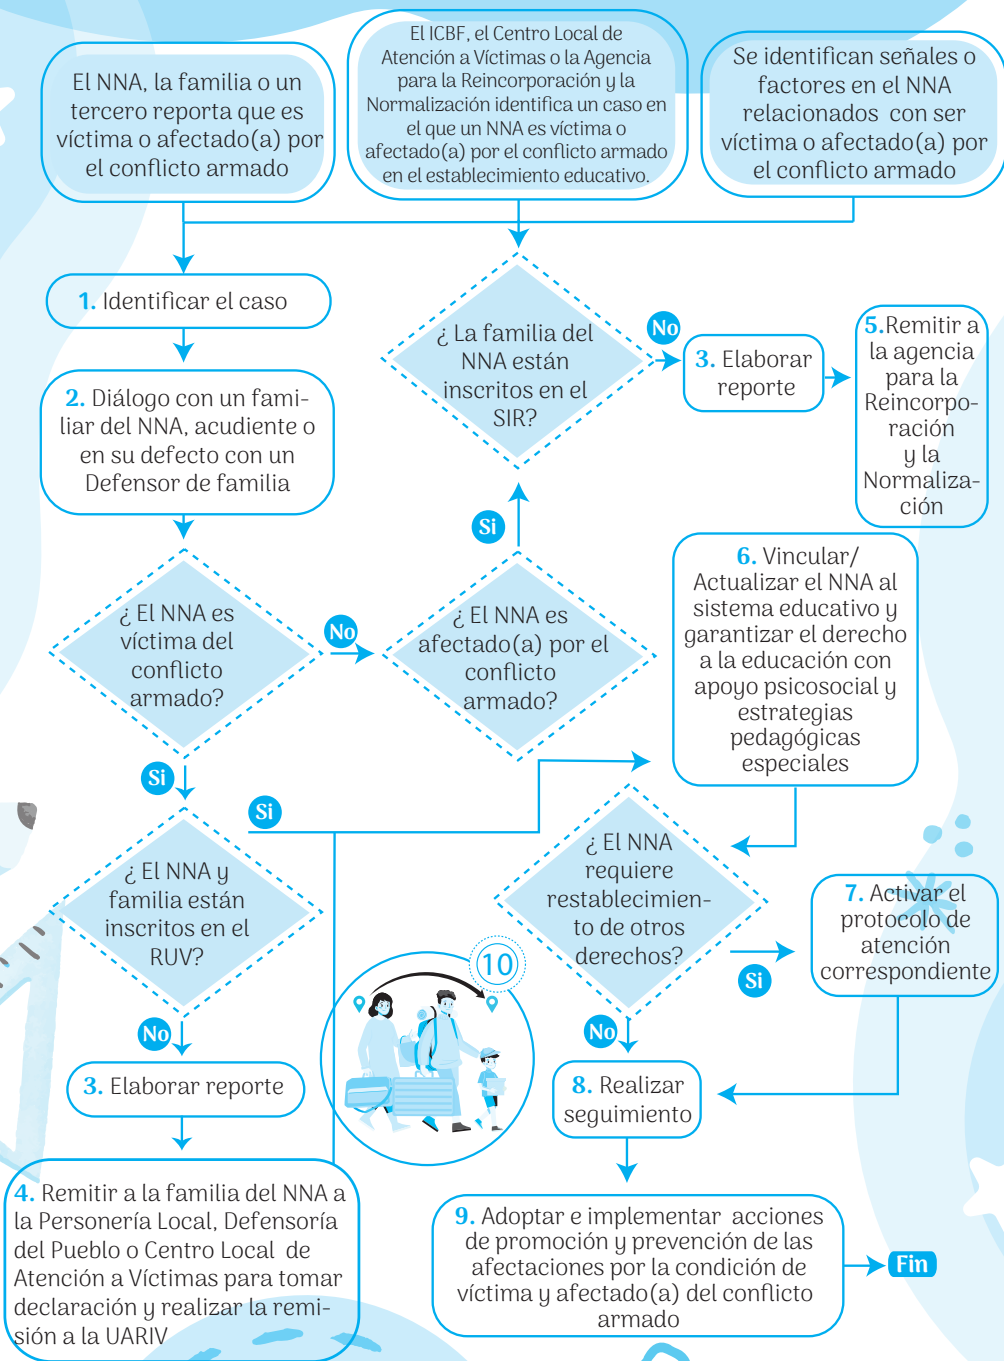 El NNA, la familia o un
tercero reporta que es
víctima o afectado(a) por
el conflicto armado
El ICBF, el Centro Local de
Atención a Víctimas o la Agencia
para la Reincorporación y la
Normalización identifica un caso en
el que un NNA es víctima o
afectado(a) por el conflicto armado
en el establecimiento educativo.
Se identifican señales o
factores en el NNA
relacionados con ser
víctima o afectado(a) por
el conflicto armado
1. Identificar el caso
2. Diálogo con un fami-
liar del NNA, acudiente o
en su defecto con un
Defensor de familia
¿ La familia del
NNA están
inscritos en el
SIR?
No
3. Elaborar
reporte
5.Remitir a
la agencia
para la
Reincorpo-
ración
y la
Normaliza-
ción
Si
¿ El NNA es
víctima del
conflicto
armado?
No
¿ El NNA es
afectado(a) por el
conflicto
armado?
6. Vincular/
Actualizar el NNA al
sistema educativo y
garantizar el derecho
a la educación con
apoyo psicosocial y
estrategias
pedagógicas
especiales
Si
Si
¿ El NNA y
familia están
inscritos en el
RUV?
¿ El NNA
requiere
restablecimien-
to de otros
derechos?
7. Activar el
protocolo de
atención
correspondiente
Si
10
No
No
3. Elaborar reporte
8. Realizar
seguimiento
4. Remitir a la familia del NNA a
la Personería Local, Defensoría
del Pueblo o Centro Local de
Atención a Víctimas para tomar
declaración y realizar la remi-
sión a la UARIV
9. Adoptar e implementar acciones
de promoción y prevención de las
afectaciones por la condición de
víctima y afectado(a) del conflicto
armado
Fin